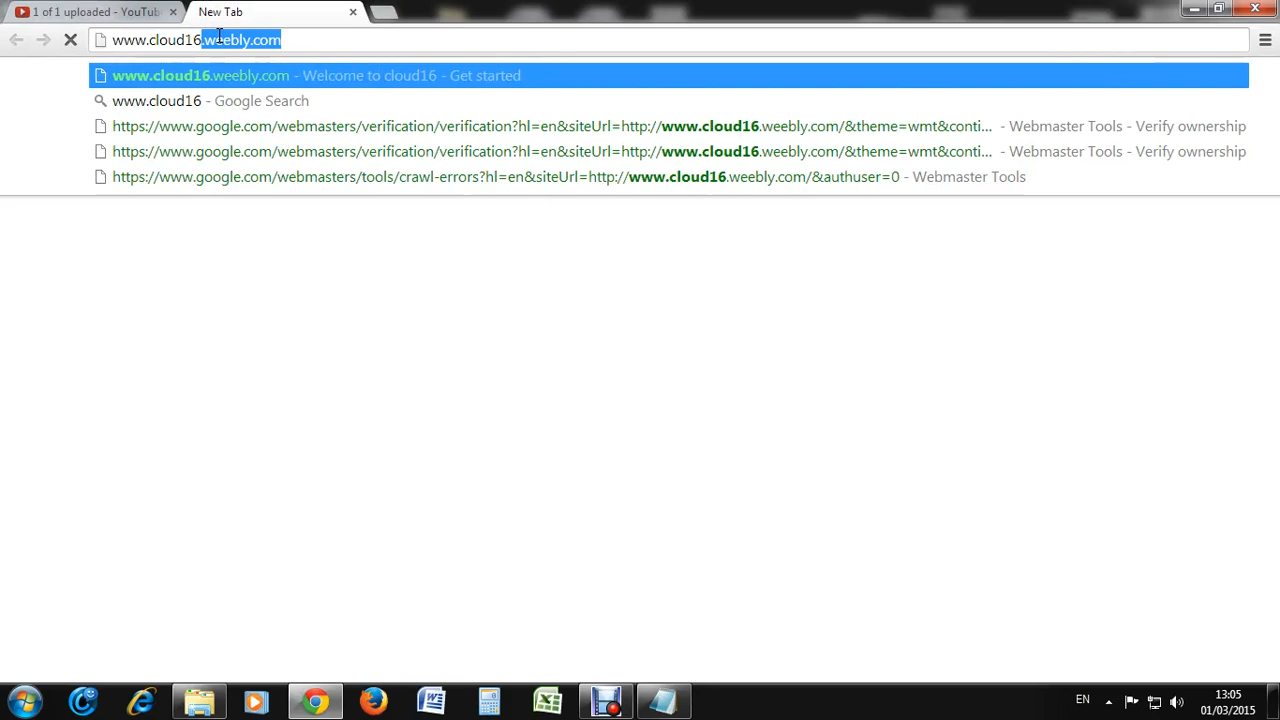 1 of 1 uploaded - YouTub
New Tab
www.cloud16.weebly.com
www.cloud16.weebly.com - Welcome to cloud16 - Get started
www.cloud16 - Google Search
https://www.google.com/webmasters/verification/verification?hl=en&siteUrl=http://www.cloud16.weebly.com/&theme=wmt&conti... - Webmaster Tools - Verify ownership
https://www.google.com/webmasters/verification/verification?hl=en&siteUrl=http://www.cloud16.weebly.com/&theme=wmt&conti... - Webmaster Tools - Verify ownership
https://www.google.com/webmasters/tools/crawl-errors?hl=en&siteUrl=http://www.cloud16.weebly.com/&authuser=0 - Webmaster Tools
EN
13:05
01/03/2015